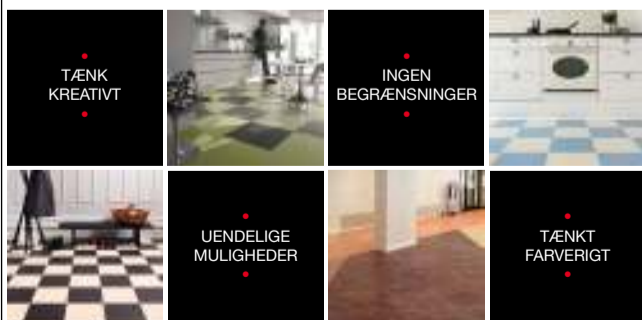 TÆNK
KREATIVT
INGEN
BEGRÆNSNINGER
UENDELIGE
MULIGHEDER
TÆNKT
FARVERIGT